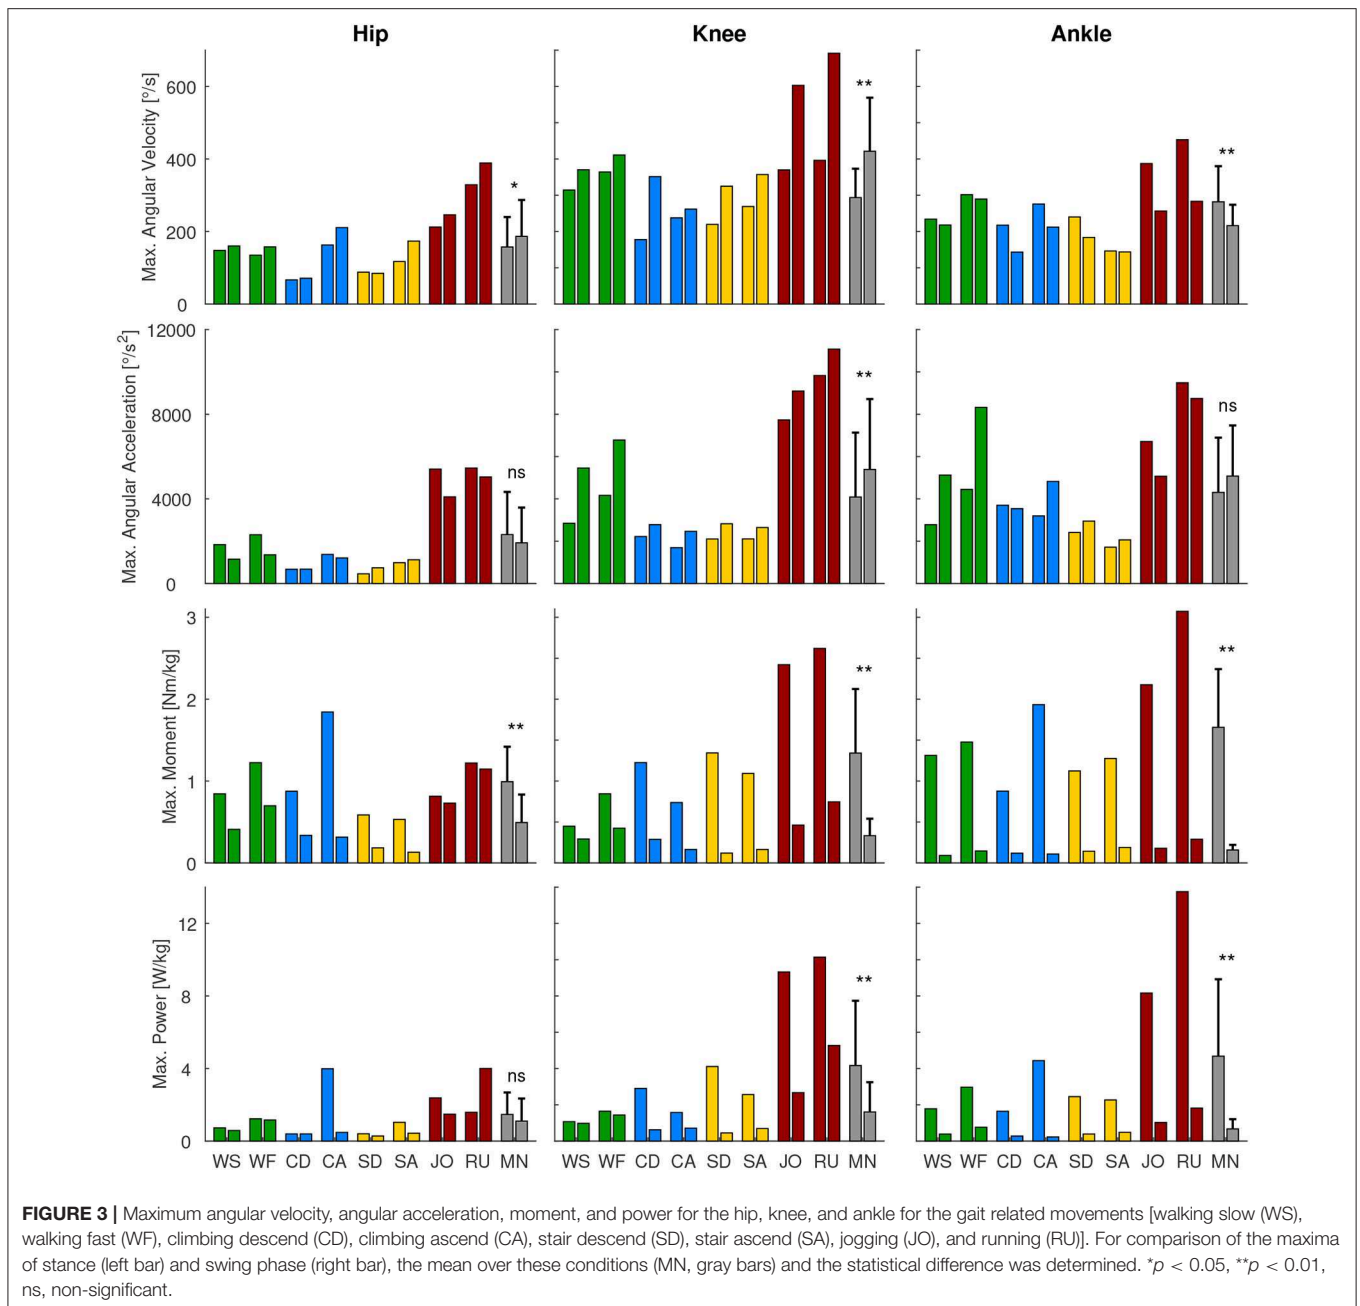 Hip Knee Ankle
Max. Angular Velocity [°/s]
600
400
200
0
**
*
**
Max. Angular Acceleration [°/s²]
12000
8000
4000
0
ns
**
ns
Max. Moment [Nm/kg]
3
2
1
0
**
**
**
Max. Power [W/kg]
12
8
4
0
ns
**
**
WS WF CD CA SD SA JO RU MN WS WF CD CA SD SA JO RU MN WS WF CD CA SD SA JO RU MN
FIGURE 3 | Maximum angular velocity, angular acceleration, moment, and power for the hip, knee, and ankle for the gait related movements [walking slow (WS),
walking fast (WF), climbing descend (CD), climbing ascend (CA), stair descend (SD), stair ascend (SA), jogging (JO), and running (RU)]. For comparison of the maxima
of stance (left bar) and swing phase (right bar), the mean over these conditions (MN, gray bars) and the statistical difference was determined. *p < 0.05, **p < 0.01,
ns, non-significant.